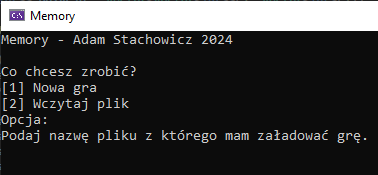 Memory
Memory - Adam Stachowicz 2024
Co chcesz zrobić?
[1] Nowa gra
[2] Wczytaj plik
Opcja:
Podaj nazwę pliku z którego mam załadować grę.